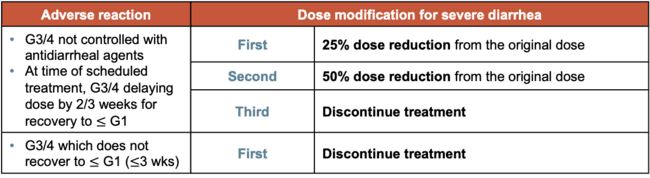 Adverse reaction
Dose modification for severe diarrhea
• G3/4 not controlled with
antidiarrheal agents
• At time of scheduled
treatment, G3/4 delaying
dose by 2/3 weeks for
recovery to ≤ G1
First
25% dose reduction from the original dose
Second
50% dose reduction from the original dose
Third
Discontinue treatment
• G3/4 which does not
recover to ≤ G1 (≤3 wks)
First
Discontinue treatment